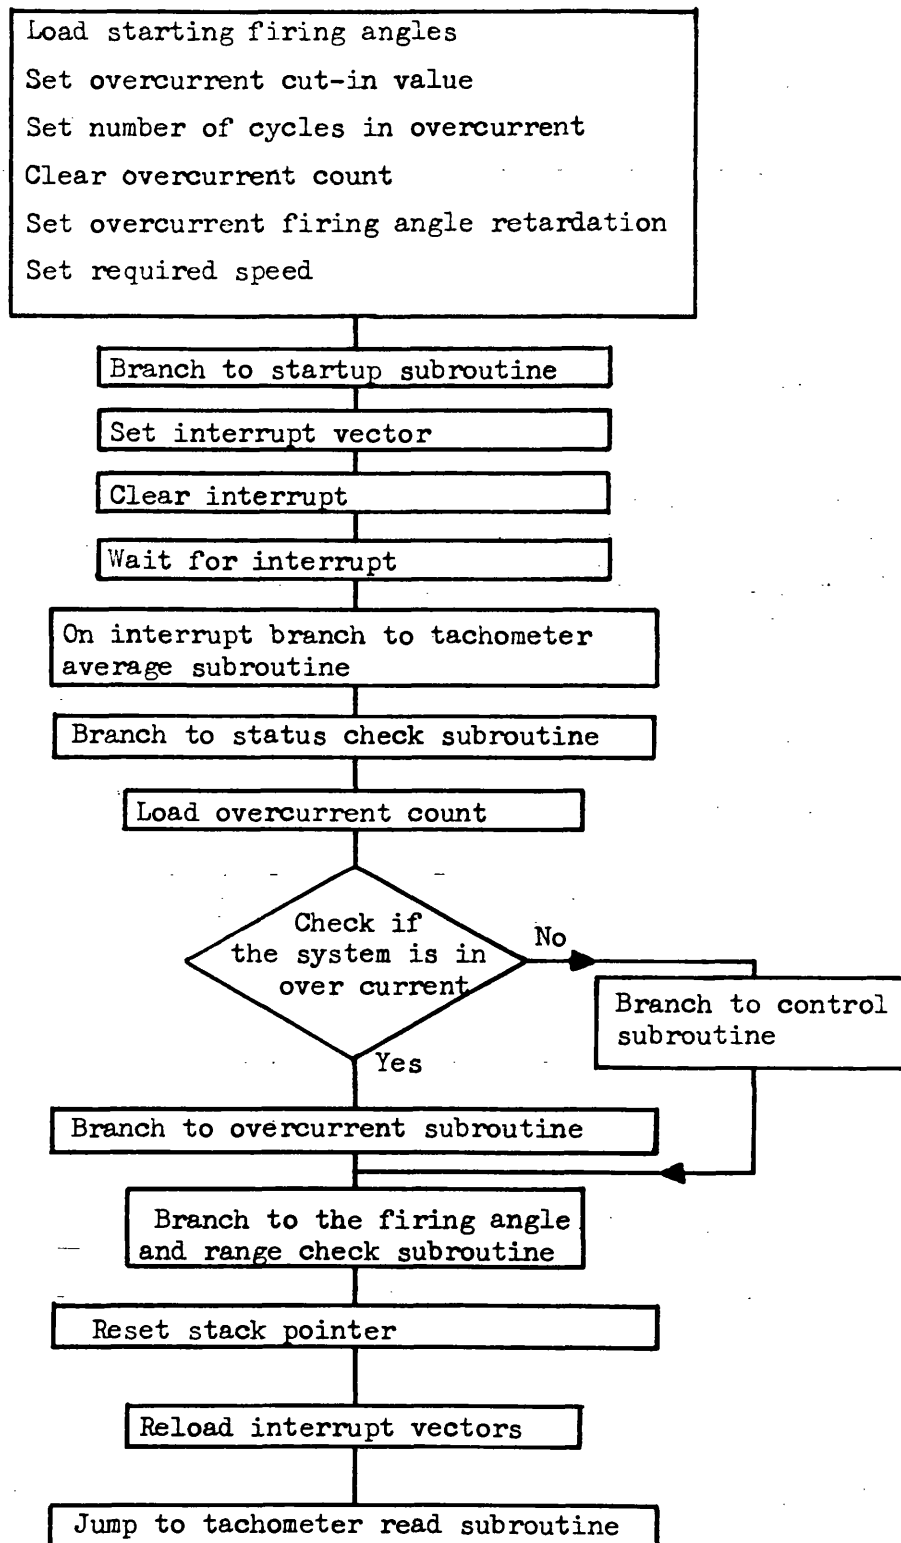 Load starting firing angles
Set overcurrent cut-in value
Set number of cycles in overcurrent
Clear overcurrent count
Set overcurrent firing angle retardation
Set required speed
Branch to startup subroutine
Set interrupt vector
Clear interrupt
Wait for interrupt
On interrupt branch to tachometer
average subroutine
Branch to status check subroutine
Load overcurrent count
Check if
the system is in
over current
No
Branch to control
subroutine
Yes
Branch to overcurrent subroutine
Branch to the firing angle
and range check subroutine
Reset stack pointer
Reload interrupt vectors
Jump to tachometer read subroutine